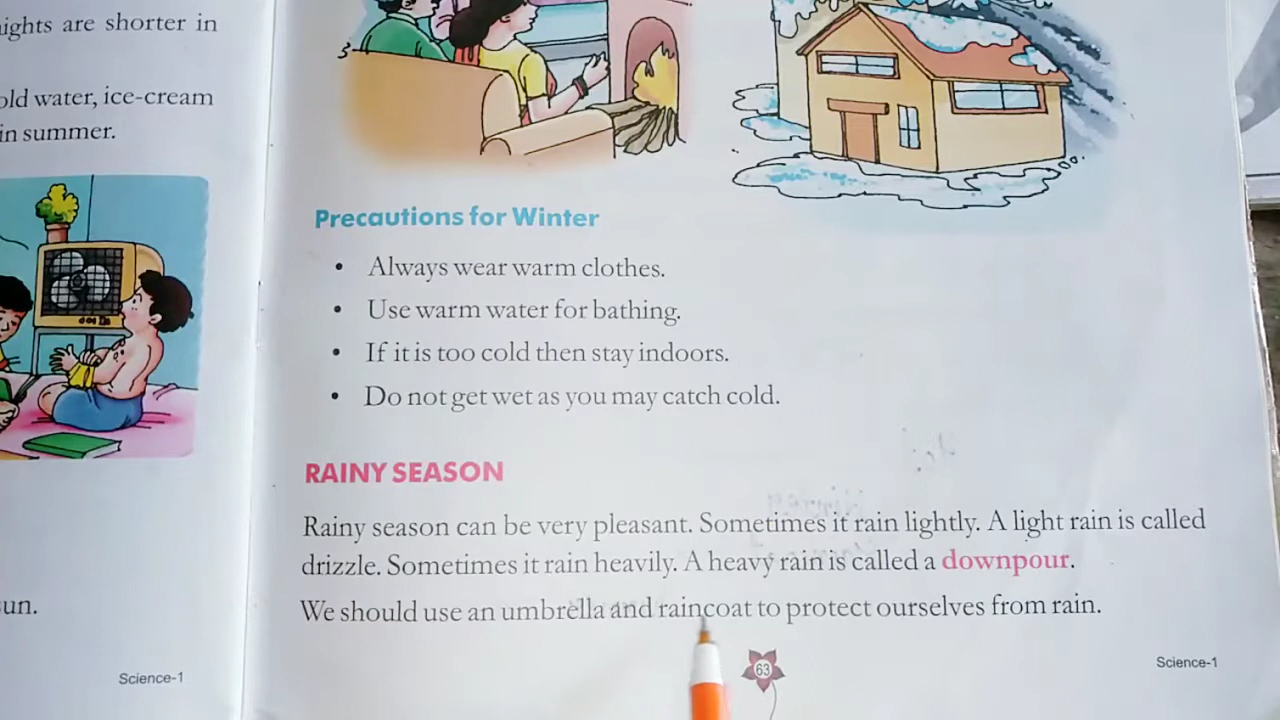 ights are shorter in
old water, ice-cream
in summer.
un.
Science-1
Precautions for Winter
• Always wear warm clothes.
• Use warm water for bathing.
• If it is too cold then stay indoors.
• Do not get wet as you may catch cold.
RAINY SEASON
Rainy season can be very pleasant. Sometimes it rain lightly. A light rain is called
drizzle. Sometimes it rain heavily. A heavy rain is called a downpour.
We should use an umbrella and raincoat to protect ourselves from rain.
63
Science-1